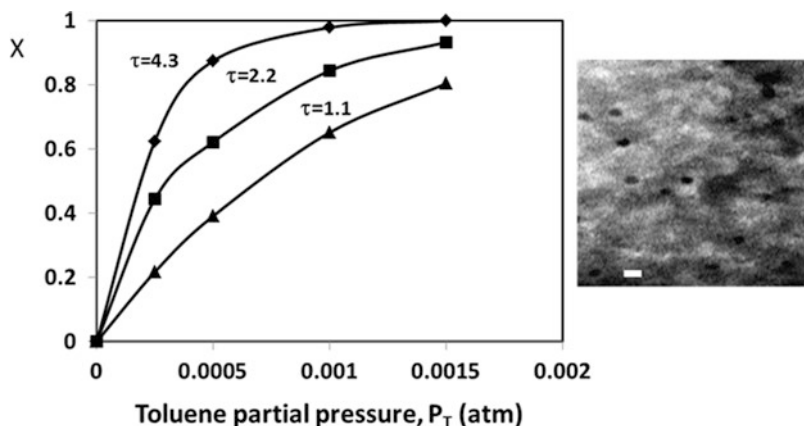 X
1
0.8
0.6
0.4
0.2
0
τ=4.3
τ=2.2
τ=1.1
0 0.0005 0.001 0.0015 0.002
Toluene partial pressure, P_T (atm)